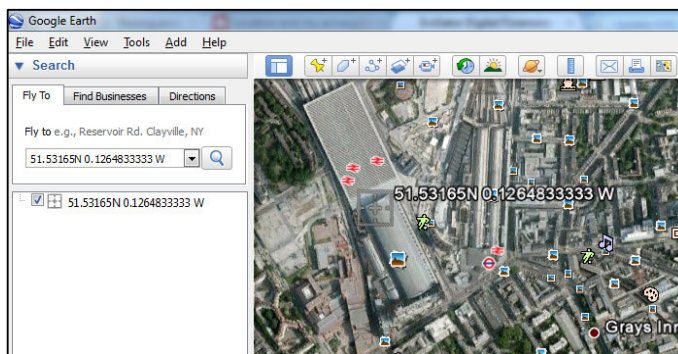 Google Earth
File Edit View Tools Add Help
Search
Fly To Find Businesses Directions
Fly to e.g., Reservoir Rd. Clayville, NY
51.53165N 0.1264833333 W
51.53165N 0.1264833333 W
51.53165N 0.1264833333 W
Grays Inn